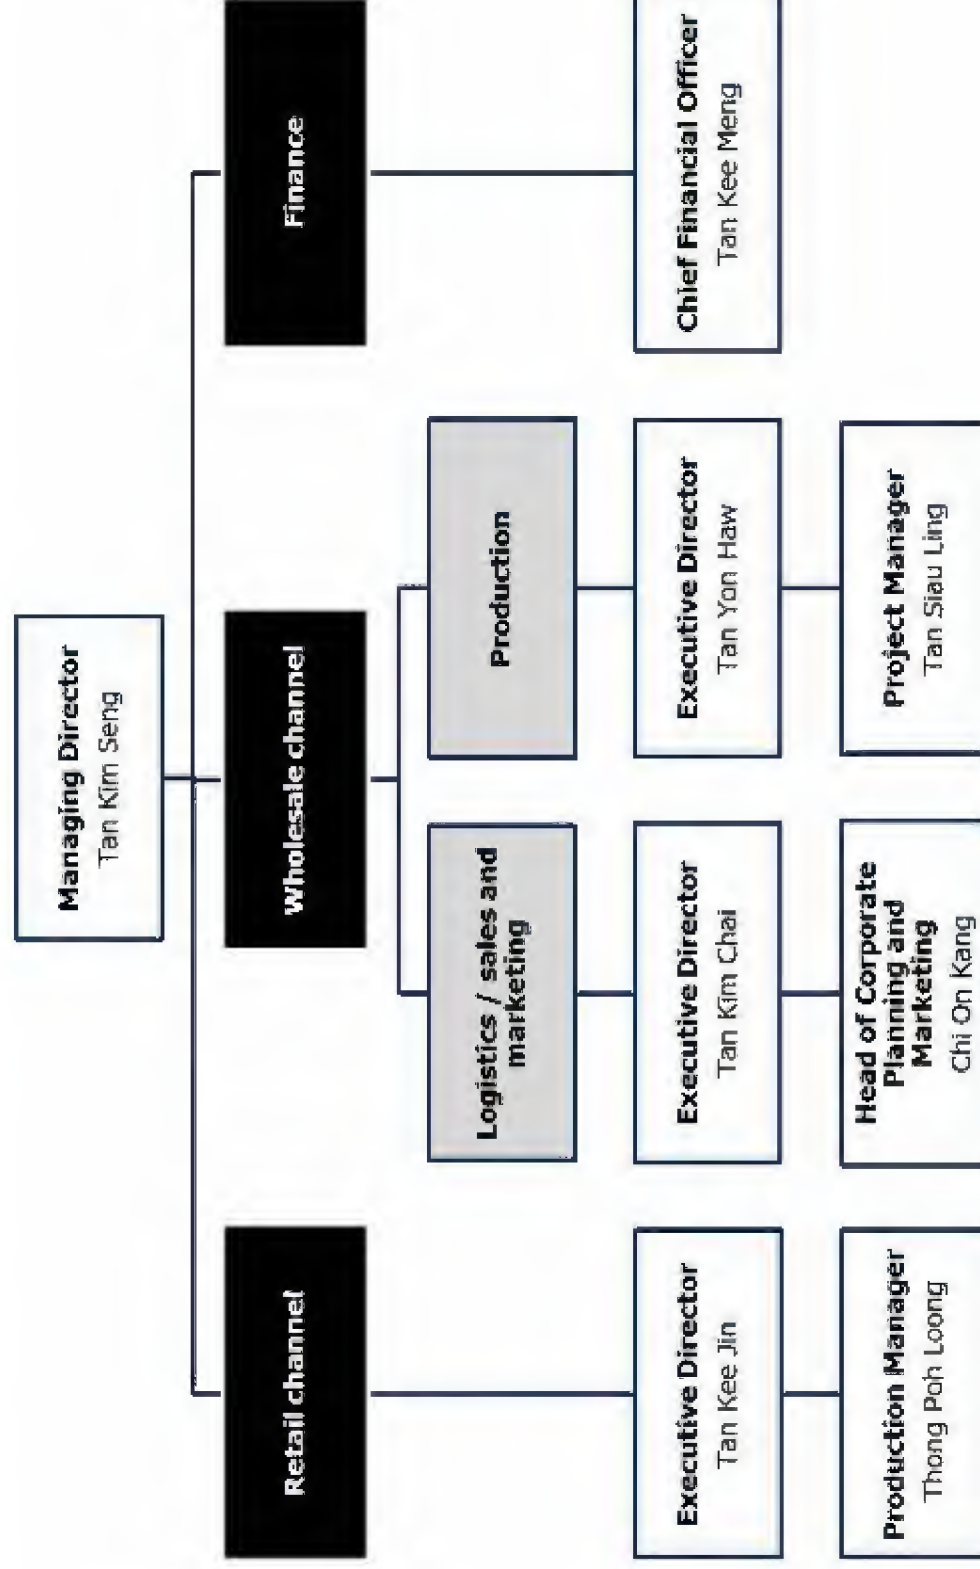 Managing Director
Tan Kim Seng
Retail channel
Wholesale channel
Finance
Logistics / sales and
marketing
Production
Executive Director
Tan Kee Jin
Executive Director
Tan Kim Chai
Executive Director
Tan Yon Haw
Chief Financial Officer
Tan Kee Meng
Production Manager
Thong Poh Loong
Head of Corporate
Planning and
Marketing
Chi On Kang
Project Manager
Tan Siau Ling